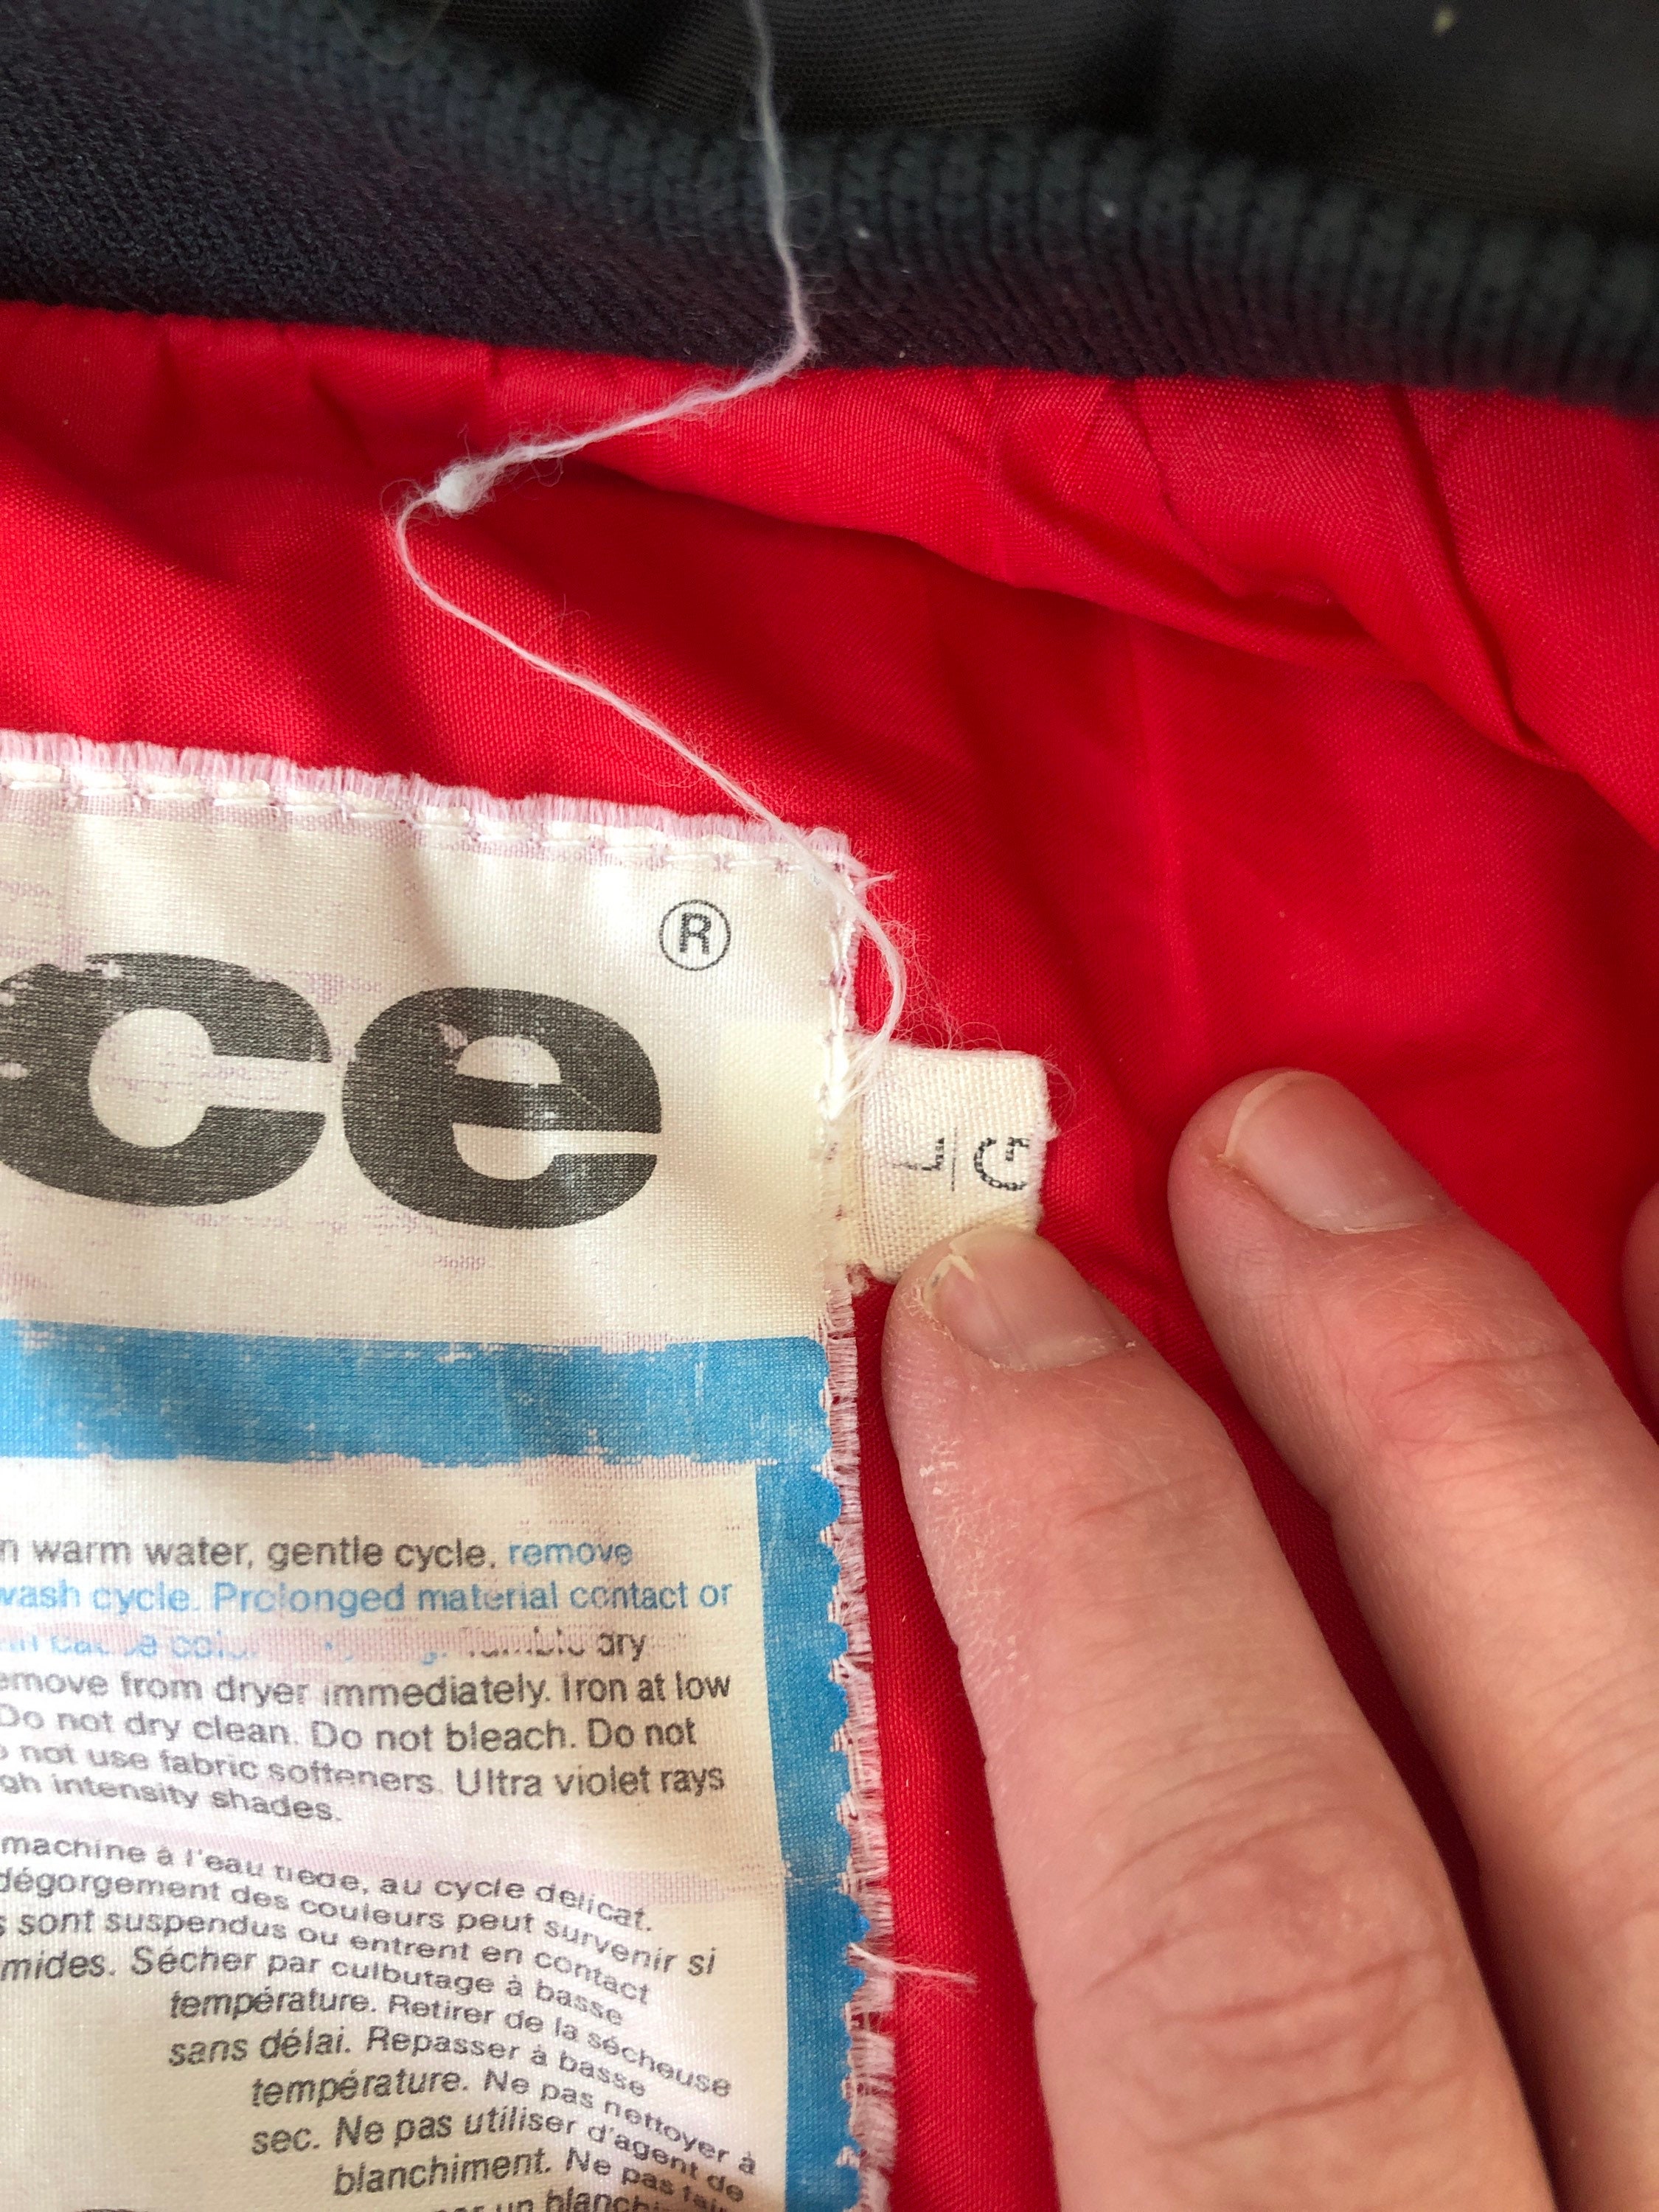 ce ®
L
G
n warm water, gentle cycle, remove
wash cycle. Prolonged material contact or
dry
emove from dryer immediately. Iron at low
Do not dry clean. Do not bleach. Do not
not use fabric softeners. Ultra violet rays
gh intensity shades.
machine à l'eau tiède, au cycle délicat.
dégorgement des couleurs peut survenir si
s sont suspendus ou entrent en contact
mides. Sécher par culbutage à basse
température. Retirer de la sécheuse
sans délai. Repasser à basse
température. Ne pas nettoyer à
sec. Ne pas utiliser d'agent de
blanchiment. Ne pas
un